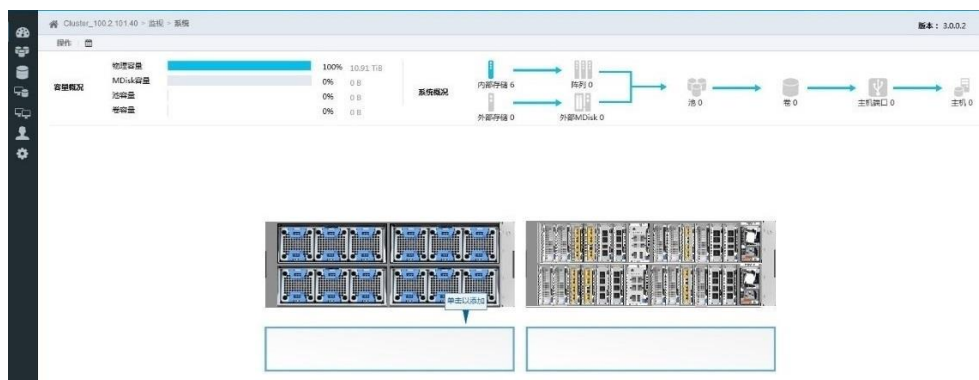 Cluster_100.2.101.40 > 监视 > 系统
版本： 3.0.0.2
操作
容量概况
物理容量 100% 10.91 TiB
MDisk容量 0% 0 B
池容量 0% 0 B
卷容量 0% 0 B
系统概况
内部存储 6
阵列 0
外部存储 0
外部MDisk 0
池 0
卷 0
主机端口 0
主机 0
单击以添加